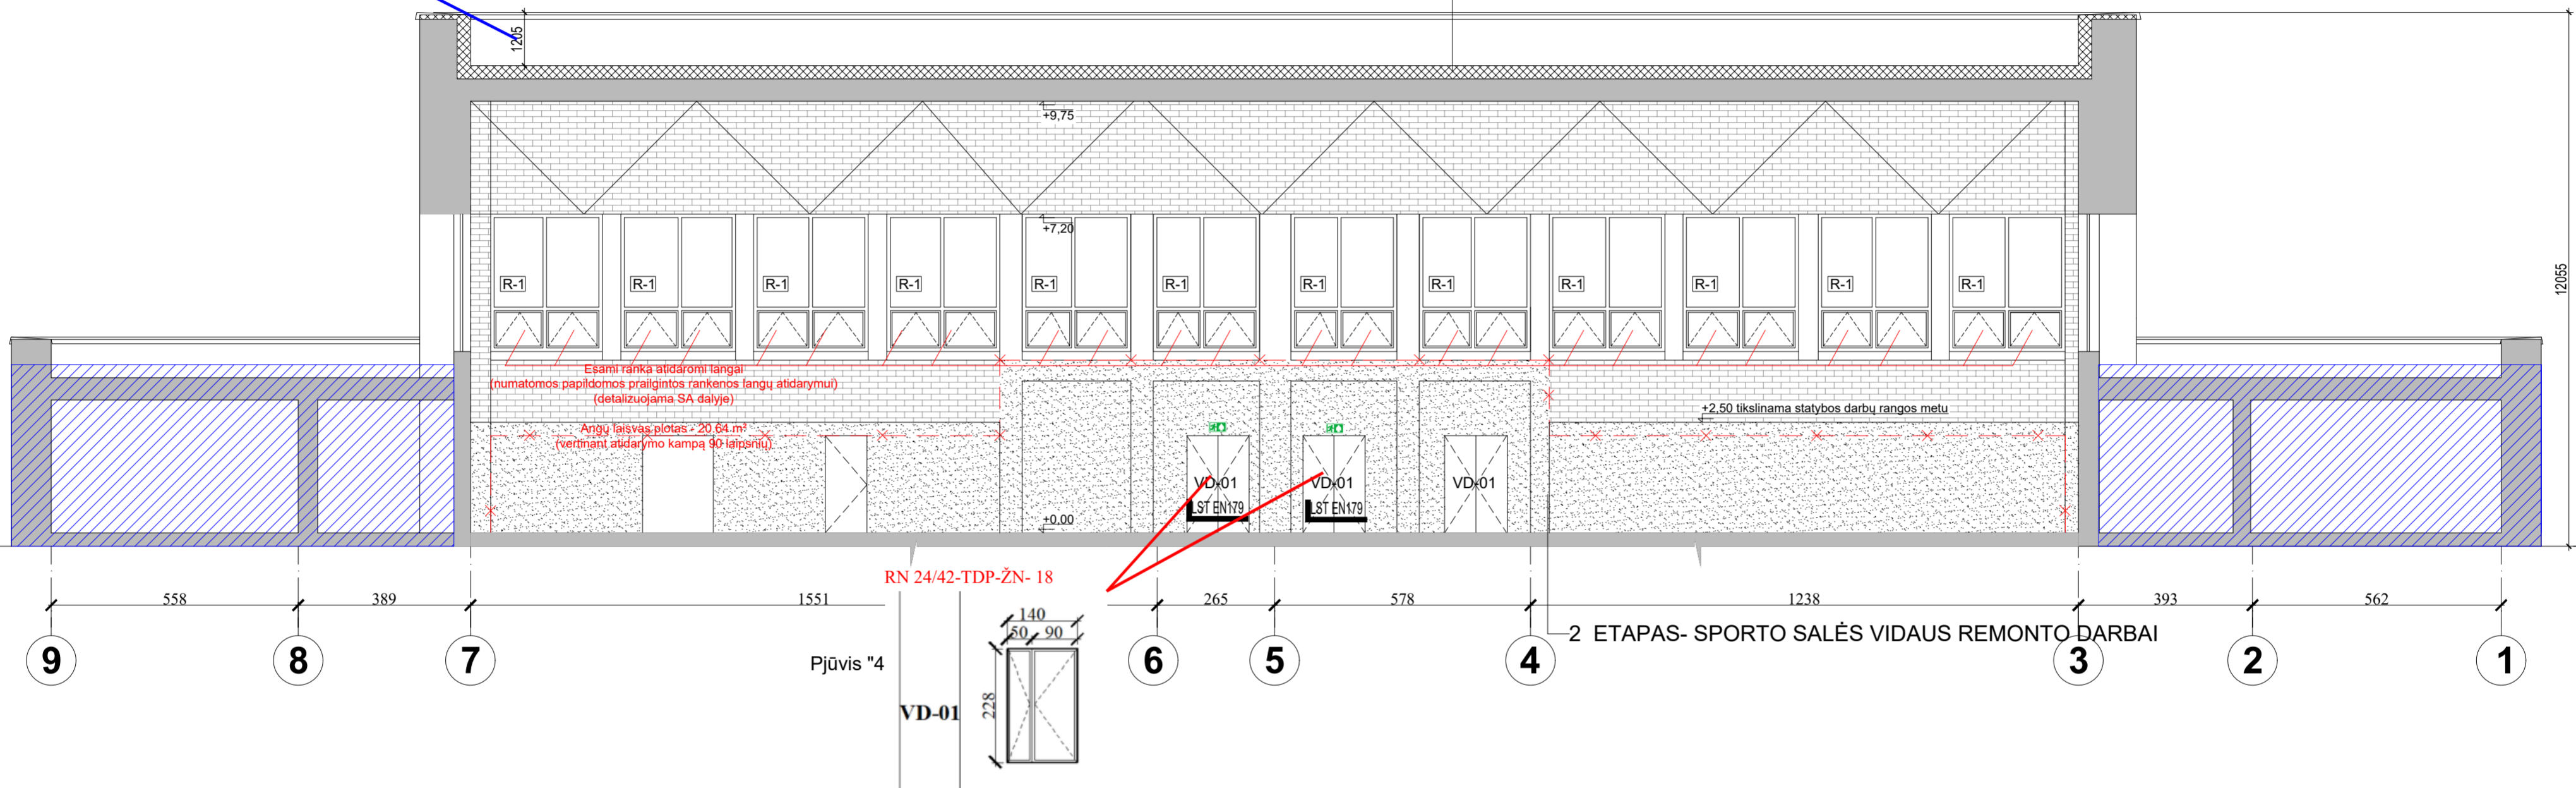 1205
+9,75
+7,20
12055
R-1
R-1
R-1
R-1
R-1
R-1
R-1
R-1
R-1
R-1
R-1
R-1
Esami ranka atidaromi langai
(numatomos papildomos prailgintos rankenos langų atidarymui)
(detalizuojama SA dalyje)
Angų laisvas plotas - 20.64 m²
(vertinant atidarymo kampą 90 laipsnių)
+2,50 tikslinama statybos darbų rangos metu
VD-01
VD-01
VD-01
LST EN179
LST EN179
+0.00
RN 24/42-TDP-ŽN- 18
558
389
1551
265
578
1238
393
562
2 ETAPAS- SPORTO SALĖS VIDAUS REMONTO DARBAI
9
8
7
6
5
4
3
2
1
Pjūvis "4
140
50
90
228
VD-01